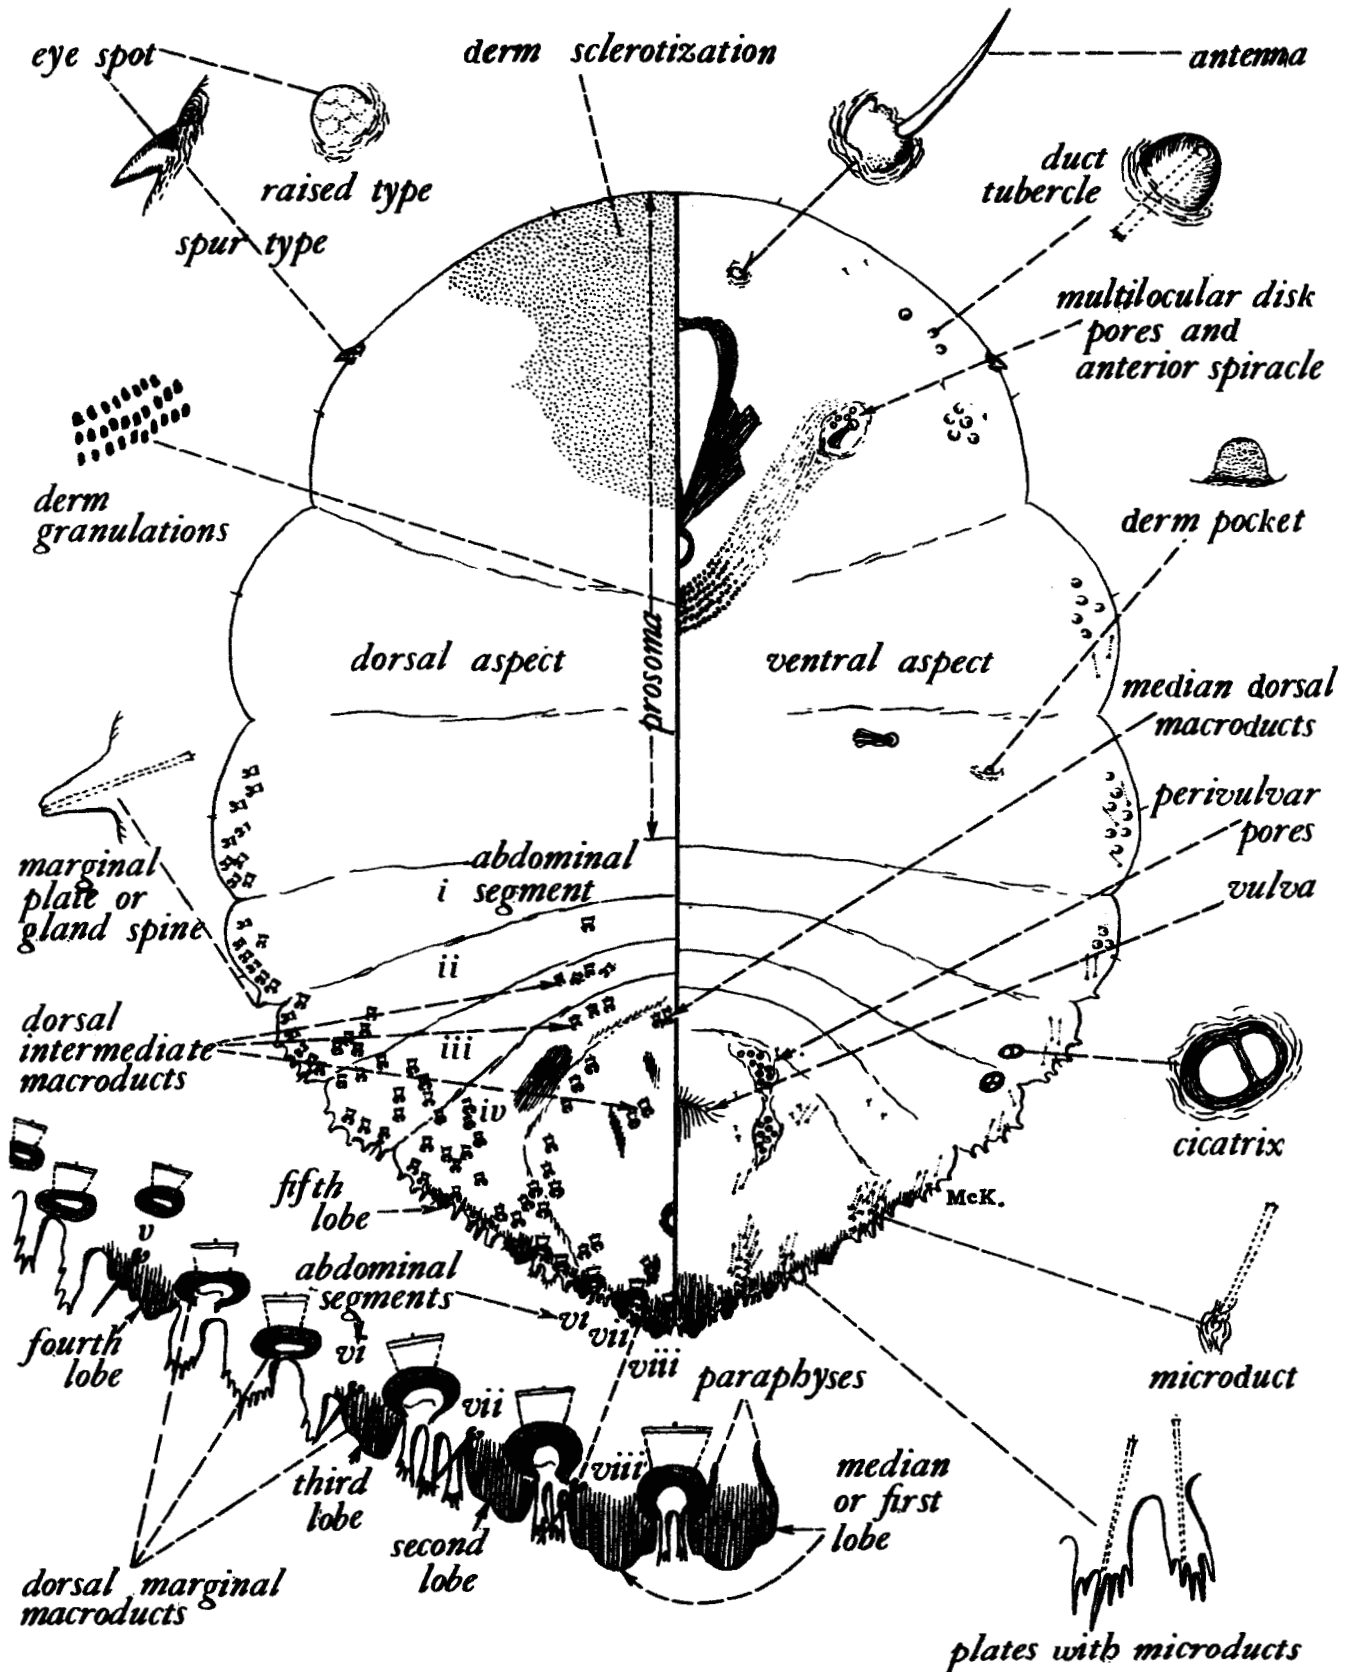 eye spot
derm sclerotization
antenna
raised type
spur type
duct
tubercle
multilocular disk
pores and
anterior spiracle
derm
granulations
derm pocket
prosoma
dorsal aspect
ventral aspect
median dorsal
macroducts
perivulvar
pores
vulva
marginal
plate or
gland spine
abdominal
i segment
ii
iii
iv
dorsal
intermediate
macroducts
cicatrix
McK.
fifth
lobe
v
abdominal
segments
vi
vii
viii
fourth
lobe
vi
vii
viii
paraphyses
microduct
third
lobe
second
lobe
median
or first
lobe
dorsal marginal
macroducts
plates with microducts